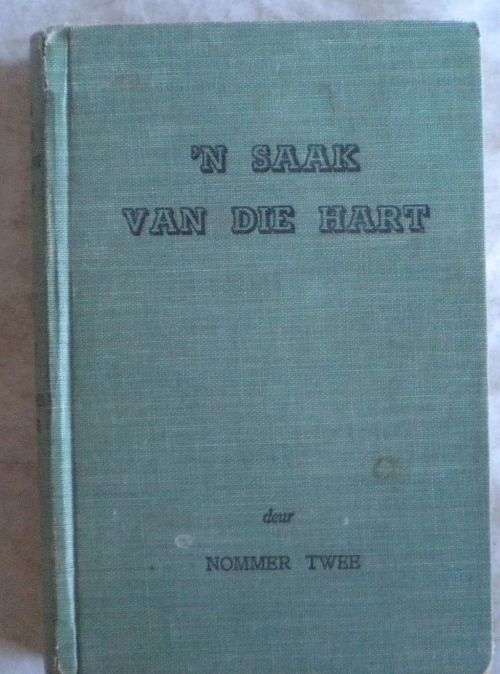 'N SAAK
VAN DIE HART
deur
NOMMER TWEE